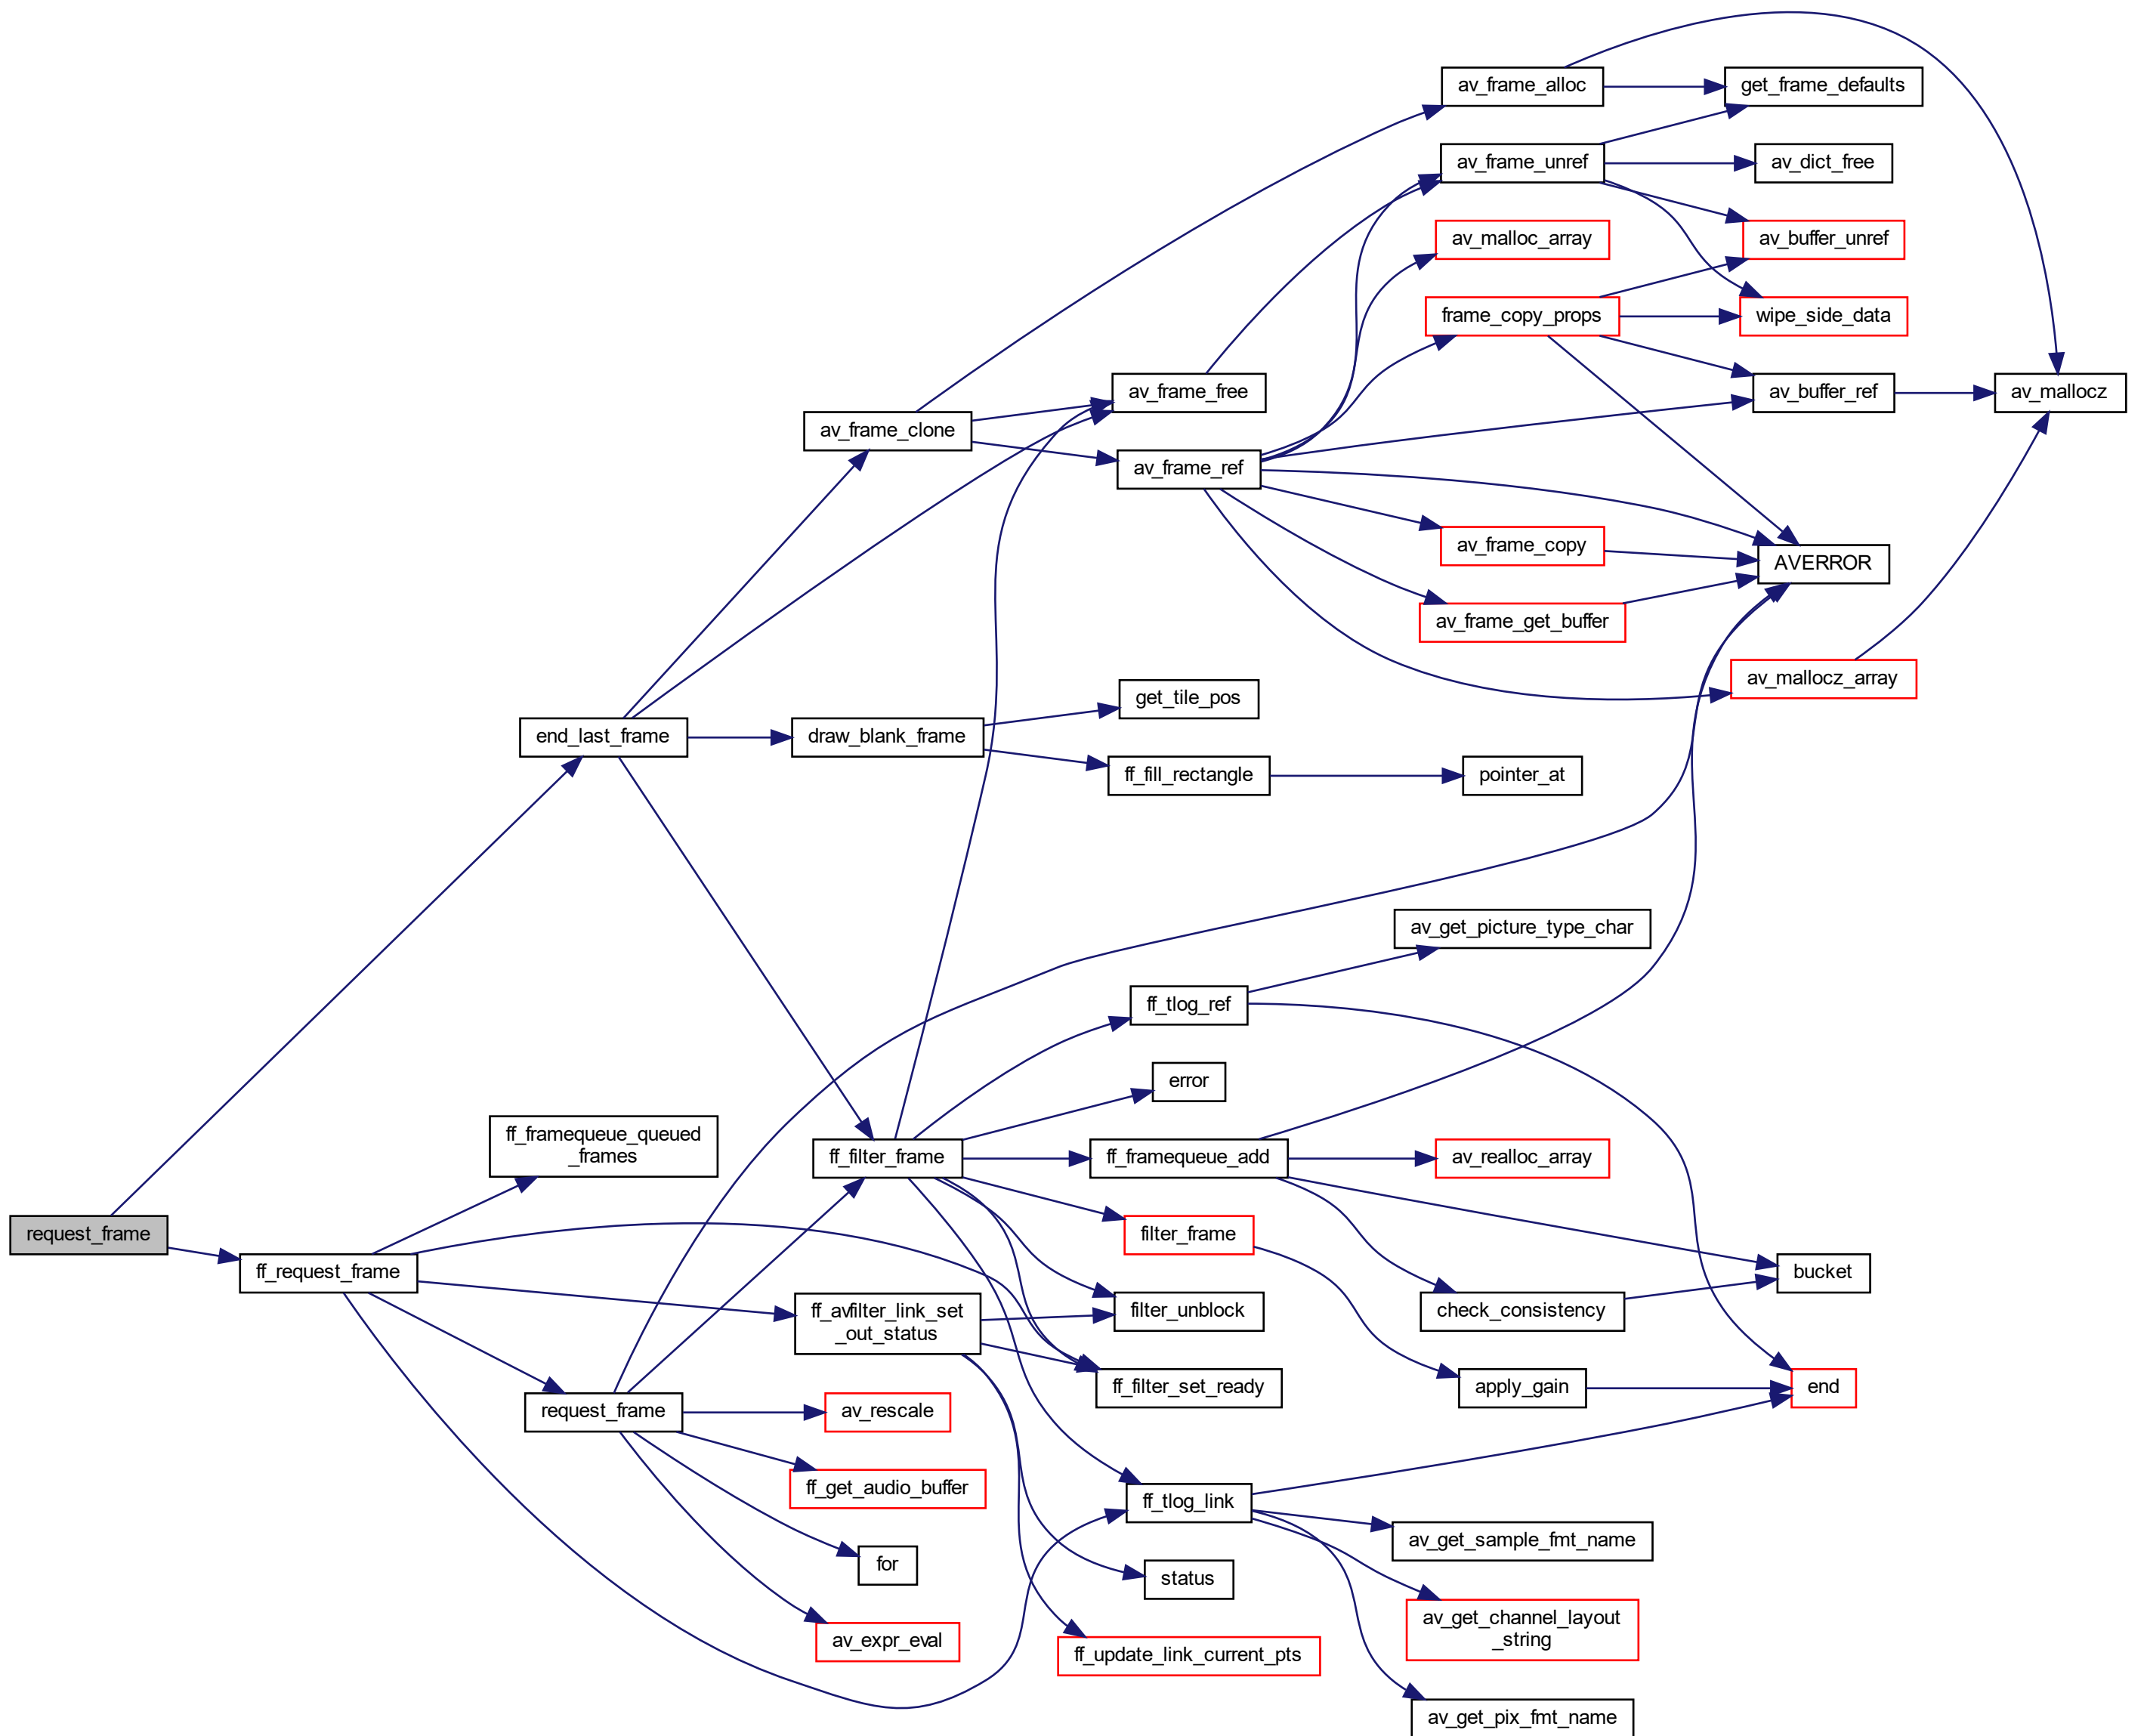 request_frame
end_last_frame
ff_request_frame
ff_framequeue_queued
_frames
request_frame
av_frame_clone
draw_blank_frame
ff_filter_frame
ff_avfilter_link_set
_out_status
av_rescale
ff_get_audio_buffer
for
av_expr_eval
av_frame_free
av_frame_ref
get_tile_pos
ff_fill_rectangle
ff_tlog_ref
error
ff_framequeue_add
filter_frame
filter_unblock
ff_filter_set_ready
ff_tlog_link
status
ff_update_link_current_pts
av_frame_alloc
av_frame_unref
av_malloc_array
frame_copy_props
av_frame_copy
av_frame_get_buffer
pointer_at
av_get_picture_type_char
av_realloc_array
check_consistency
apply_gain
av_get_sample_fmt_name
av_get_channel_layout
_string
av_get_pix_fmt_name
get_frame_defaults
av_dict_free
av_buffer_unref
wipe_side_data
av_buffer_ref
AVERROR
av_mallocz_array
bucket
end
av_mallocz